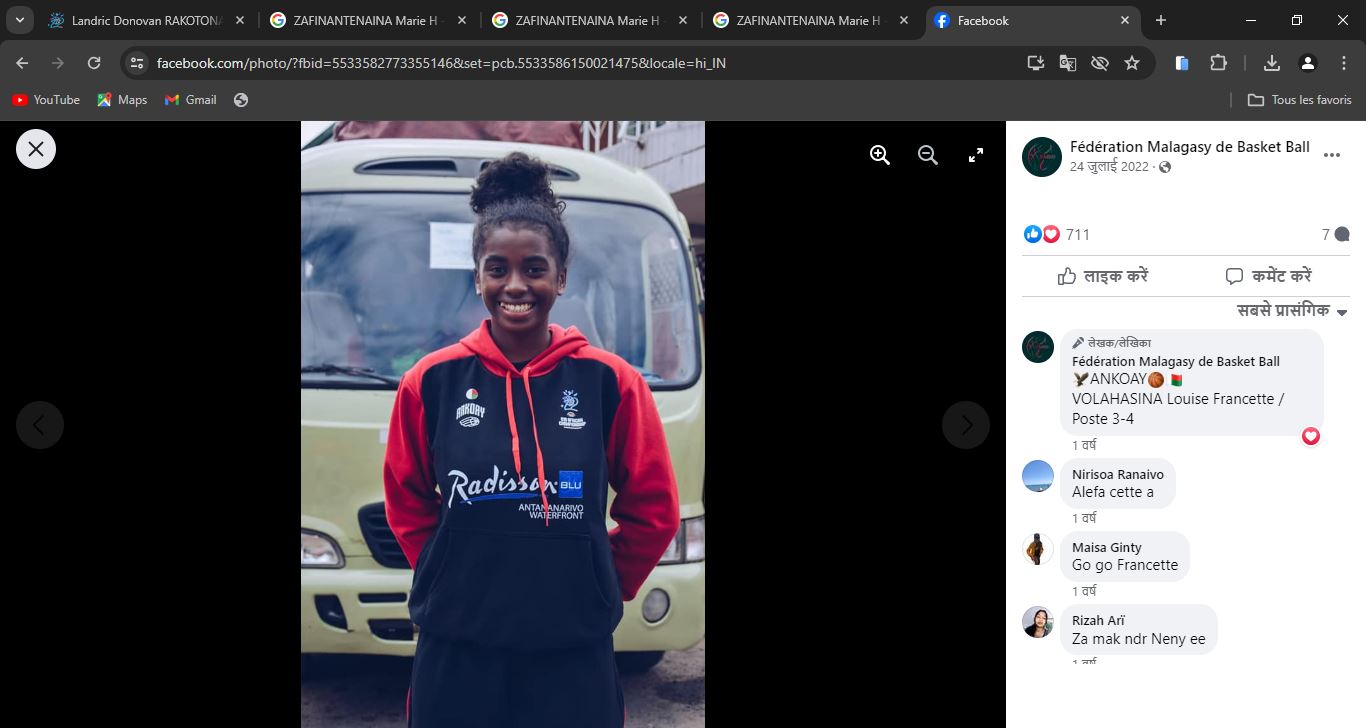 Landric Donovan RAKOTON
ZAFINANTENAINA Marie H
ZAFINANTENAINA Marie H
ZAFINANTENAINA Marie H
Facebook
facebook.com/photo/?fbid=5533582773355146&set=pcb.5533586150021475&locale=hi_IN
YouTube
Maps
Gmail
Tous les favoris
ANKOAY
Radisson BLU
ANTANANARIVO
WATERFRONT
Fédération Malagasy de Basket Ball
24 जुलाई 2022
711
7
लाइक करें
कमेंट करें
सबसे प्रासंगिक
लेखक/लेखिका
Fédération Malagasy de Basket Ball
🦅ANKOAY🏀 🇲🇬
VOLAHASINA Louise Francette /
Poste 3-4
1 वर्ष
Nirisoa Ranaivo
Alefa cette a
1 वर्ष
Maisa Ginty
Go go Francette
1 वर्ष
Rizah Arï
Za mak ndr Neny ee
1 वर्ष